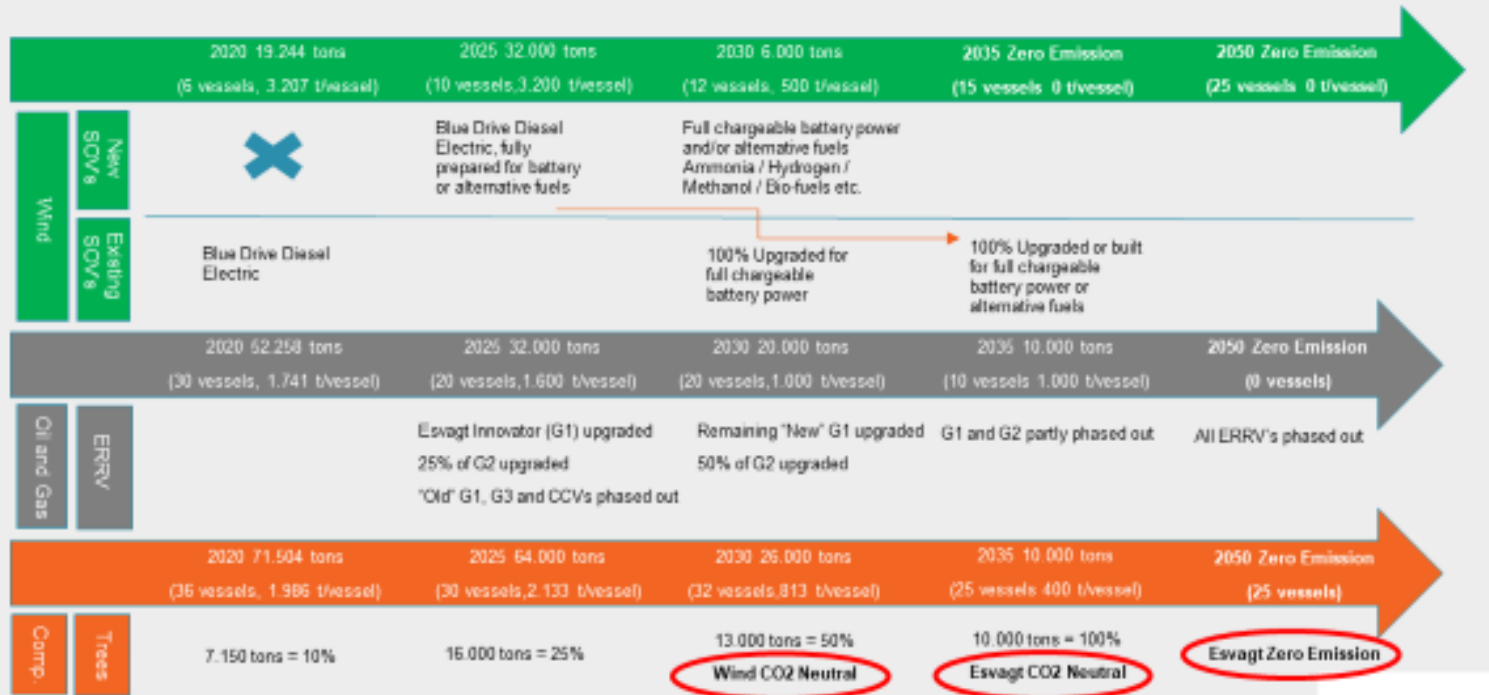 2020 19.244 tons
(6 vessels, 3.207 t/vessel)
2025 32.000 tons
(10 vessels,3.200 t/vessel)
2030 6.000 tons
(12 vessels, 500 t/vessel)
2035 Zero Emission
(15 vessels 0 t/vessel)
2050 Zero Emission
(25 vessels 0 t/vessel)
Wind
New
SOVs
Blue Drive Diesel
Electric, fully
prepared for battery
or alternative fuels
Full chargeable battery power
and/or alternative fuels
Ammonia / Hydrogen /
Methanol / Bio-fuels etc.
Existing
SOVs
Blue Drive Diesel
Electric
100% Upgraded for
full chargeable
battery power
100% Upgraded or built
for full chargeable
battery power or
alternative fuels
2020 52.258 tons
(30 vessels, 1.741 t/vessel)
2025 32.000 tons
(20 vessels,1.600 t/vessel)
2030 20.000 tons
(20 vessels,1.000 t/vessel)
2035 10.000 tons
(10 vessels 1.000 t/vessel)
2050 Zero Emission
(0 vessels)
Oil and Gas
ERRV
Esvagt Innovator (G1) upgraded
25% of G2 upgraded
"Old" G1, G3 and CCVs phased out
Remaining "New" G1 upgraded
50% of G2 upgraded
G1 and G2 partly phased out
All ERRV's phased out
2020 71.504 tons
(36 vessels, 1.986 t/vessel)
2025 64.000 tons
(30 vessels,2.133 t/vessel)
2030 26.000 tons
(32 vessels,813 t/vessel)
2035 10.000 tons
(25 vessels 400 t/vessel)
2050 Zero Emission
(25 vessels)
Comp.
Trees
7.150 tons = 10%
16.000 tons = 25%
13.000 tons = 50%
Wind CO2 Neutral
10.000 tons = 100%
Esvagt CO2 Neutral
Esvagt Zero Emission